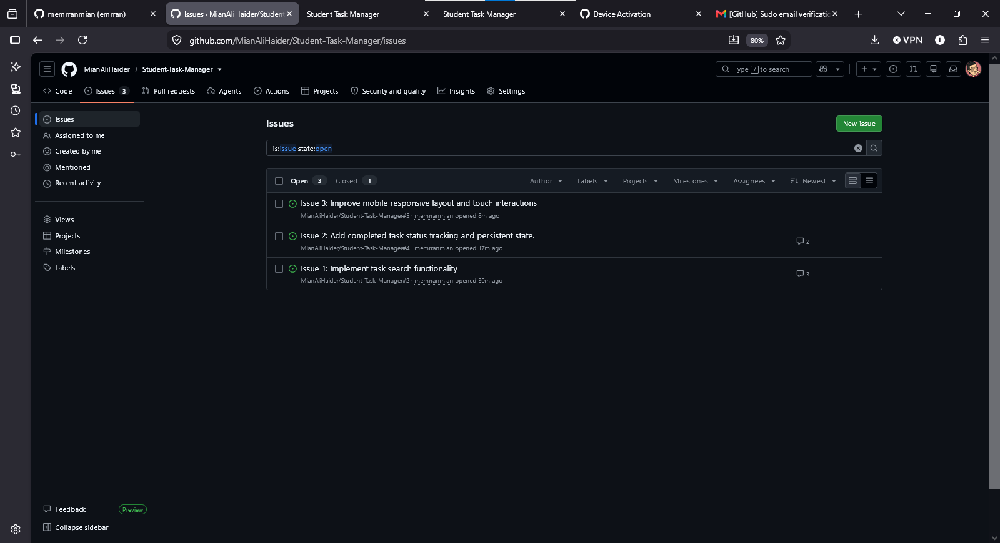 memrranmian (emrran)
Issues · MianAliHaider/Student
Student Task Manager
Student Task Manager
Device Activation
[GitHub] Sudo email verificatio
github.com/MianAliHaider/Student-Task-Manager/issues
80%
VPN
MianAliHaider / Student-Task-Manager
Type / to search
Code
Issues 3
Pull requests
Agents
Actions
Projects
Security and quality
Insights
Settings
Issues
Assigned to me
Created by me
Mentioned
Recent activity
Views
Projects
Milestones
Labels
Issues
New issue
is:issue state:open
Open 3 Closed 1
Author Labels Projects Milestones Assignees Newest
Issue 3: Improve mobile responsive layout and touch interactions
MianAliHaider/Student-Task-Manager#5 · memrranmian opened 8m ago
Issue 2: Add completed task status tracking and persistent state.
MianAliHaider/Student-Task-Manager#4 · memrranmian opened 17m ago
2
Issue 1: Implement task search functionality
MianAliHaider/Student-Task-Manager#2 · memrranmian opened 30m ago
3
Feedback
Preview
Collapse sidebar